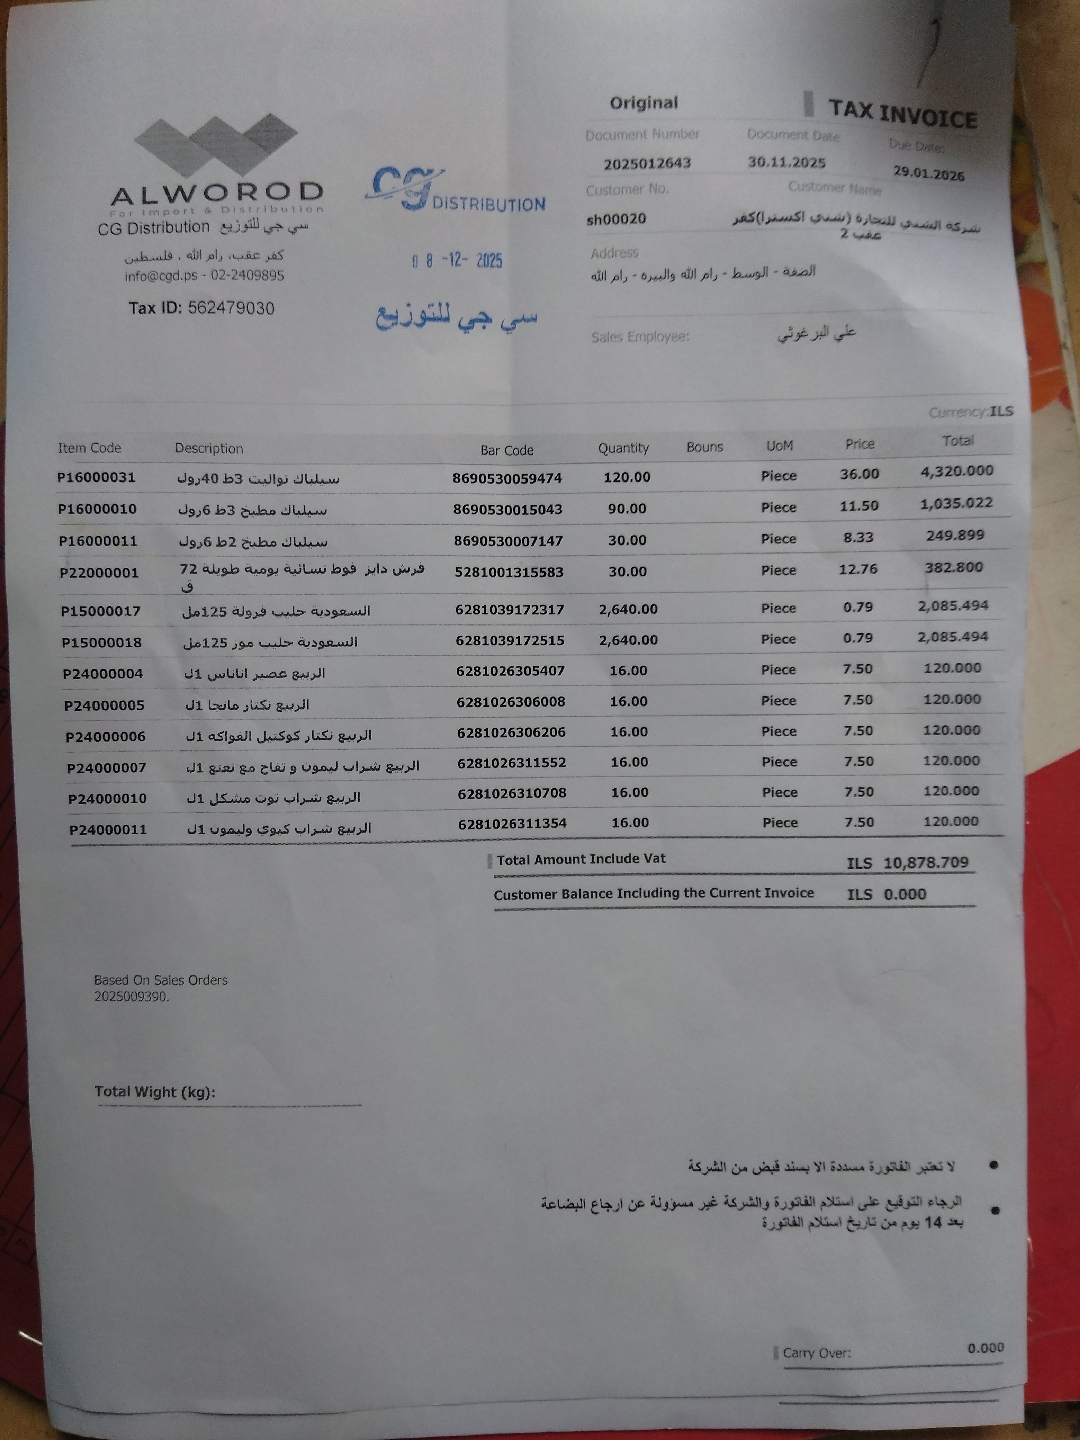 Original
TAX INVOICE
Document Number Document Date Due Date:
2025012643 30.11.2025 29.01.2026
Customer No. Customer Name
sh00020 شركة الشني للتجارة (شني اكسترا)كفر
عقب 2
Address
الضفة - الوسط - رام الله والبيره - رام الله
Sales Employee: علي البرغوثي
ALWOROD
For Import & Distribution
CG Distribution سي جي للتوزيع
كفر عقب، رام الله ، فلسطين
info@cgd.ps - 02-2409895
Tax ID: 562479030
CG DISTRIBUTION
08 -12- 2025
سي جي للتوزيع
Currency:ILS
Item Code Description Bar Code Quantity Bouns UoM Price Total
P16000031 سيلباك تواليت 3ط 40رول 8690530059474 120.00 Piece 36.00 4,320.000
P16000010 سيلباك مطبخ 3ط 6رول 8690530015043 90.00 Piece 11.50 1,035.022
P16000011 سيلباك مطبخ 2ط 6رول 8690530007147 30.00 Piece 8.33 249.899
P22000001 فرش دايز فوط نسائية يومية طويلة 72 5281001315583 30.00 Piece 12.76 382.800
ق
P15000017 السعودية حليب فرولة 125مل 6281039172317 2,640.00 Piece 0.79 2,085.494
P15000018 السعودية حليب موز 125مل 6281039172515 2,640.00 Piece 0.79 2,085.494
P24000004 الربيع عصير اناناس 1ل 6281026305407 16.00 Piece 7.50 120.000
P24000005 الربيع نكتار مانجا 1ل 6281026306008 16.00 Piece 7.50 120.000
P24000006 الربيع نكتار كوكتيل الفواكه 1ل 6281026306206 16.00 Piece 7.50 120.000
P24000007 الربيع شراب ليمون و تفاح مع نعنع 1ل 6281026311552 16.00 Piece 7.50 120.000
P24000010 الربيع شراب توت مشكل 1ل 6281026310708 16.00 Piece 7.50 120.000
P24000011 الربيع شراب كيوي وليمون 1ل 6281026311354 16.00 Piece 7.50 120.000
Total Amount Include Vat ILS 10,878.709
Customer Balance Including the Current Invoice ILS 0.000
Based On Sales Orders
2025009390.
Total Wight (kg):
• لا تعتبر الفاتورة مسددة الا بسند قبض من الشركة
• الرجاء التوقيع على استلام الفاتورة والشركة غير مسؤولة عن ارجاع البضاعة
بعد 14 يوم من تاريخ استلام الفاتورة
Carry Over: 0.000